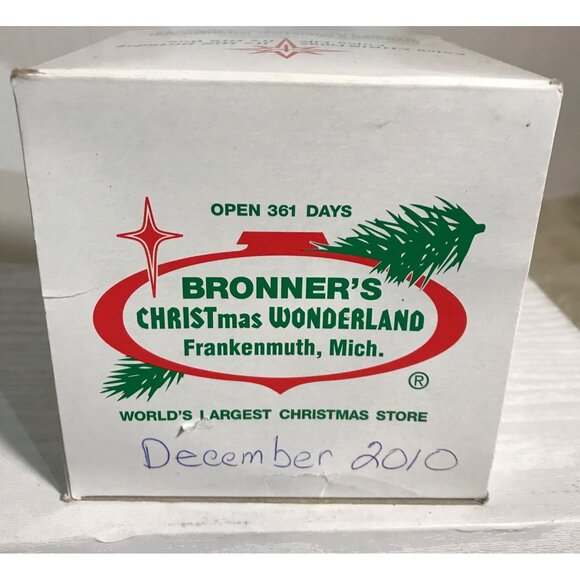 OPEN 361 DAYS
BRONNER'S
CHRISTmas WONDERLAND
Frankenmuth, Mich.
®
WORLD'S LARGEST CHRISTMAS STORE
December 2010